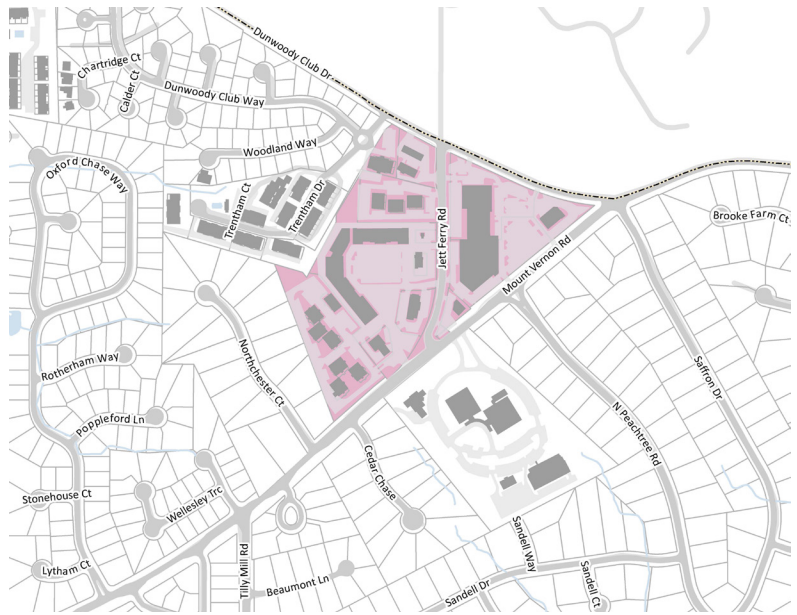 Dunwoody Club Dr
Chartridge Ct
Calder Ct
Dunwoody Club Way
Woodland Way
Oxford Chase Way
Trentham Ct
Trentham Dr
Brooke Farm Ct
Jett Ferry Rd
Mount Vernon Rd
Rotherham Way
Northchester Ct
Saffron Dr
Poppleford Ln
N Peachtree Rd
Stonehouse Ct
Wellesley Trc
Cedar Chase
Sandell Way
Lytham Ct
Tilly Mill Rd
Beaumont Ln
Sandell Dr
Sandell Ct